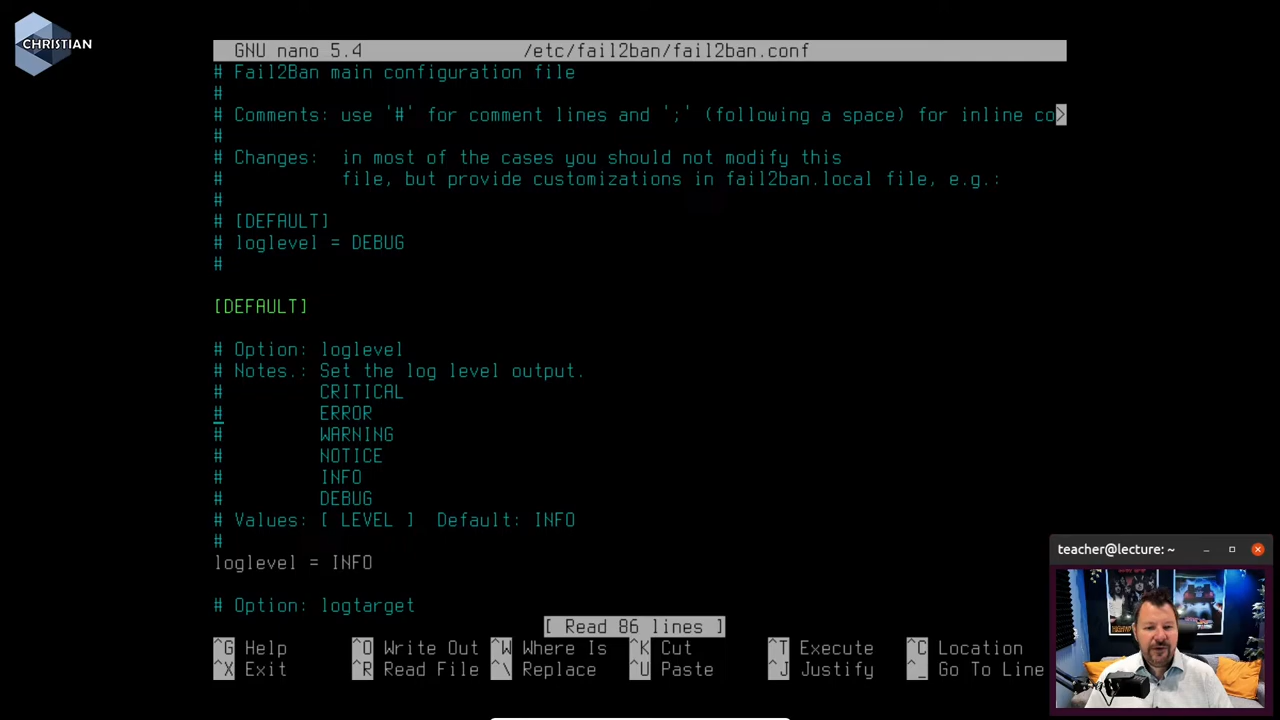 CHRISTIAN
GNU nano 5.4 /etc/fail2ban/fail2ban.conf
# Fail2Ban main configuration file
#
# Comments: use '#' for comment lines and ';' (following a space) for inline co>
#
# Changes: in most of the cases you should not modify this
# file, but provide customizations in fail2ban.local file, e.g.:
#
# [DEFAULT]
# loglevel = DEBUG
#
[DEFAULT]
# Option: loglevel
# Notes.: Set the log level output.
# CRITICAL
# ERROR
# WARNING
# NOTICE
# INFO
# DEBUG
# Values: [ LEVEL ] Default: INFO
#
loglevel = INFO
# Option: logtarget
[ Read 86 lines ]
^G Help ^O Write Out ^W Where Is ^K Cut ^T Execute ^C Location
^X Exit ^R Read File ^\ Replace ^U Paste ^J Justify ^_ Go To Line
teacher@lecture: ~